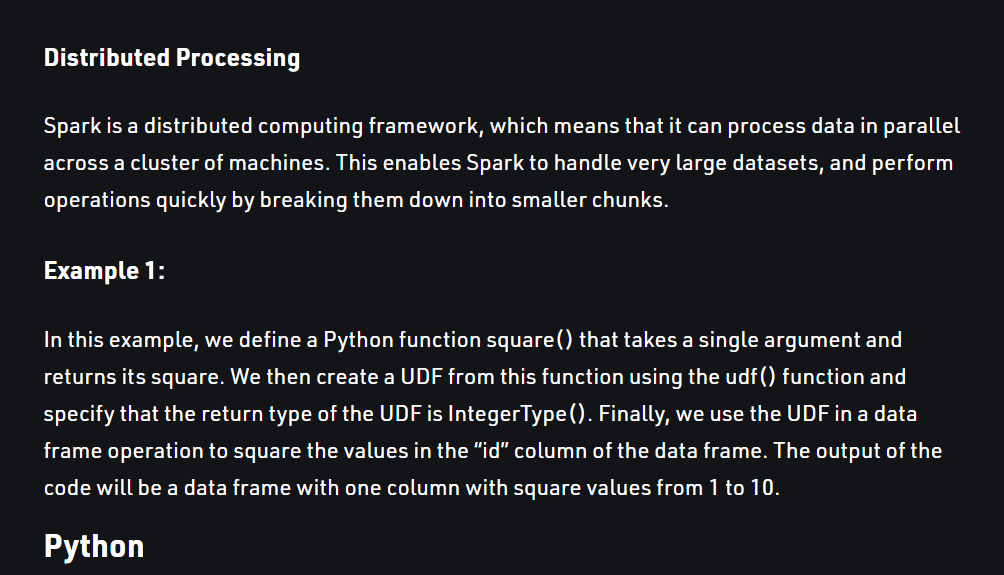 Distributed Processing
Spark is a distributed computing framework, which means that it can process data in parallel
across a cluster of machines. This enables Spark to handle very large datasets, and perform
operations quickly by breaking them down into smaller chunks.
Example 1:
In this example, we define a Python function square() that takes a single argument and
returns its square. We then create a UDF from this function using the udf() function and
specify that the return type of the UDF is IntegerType(). Finally, we use the UDF in a data
frame operation to square the values in the ”id” column of the data frame. The output of the
code will be a data frame with one column with square values from 1 to 10.
Python